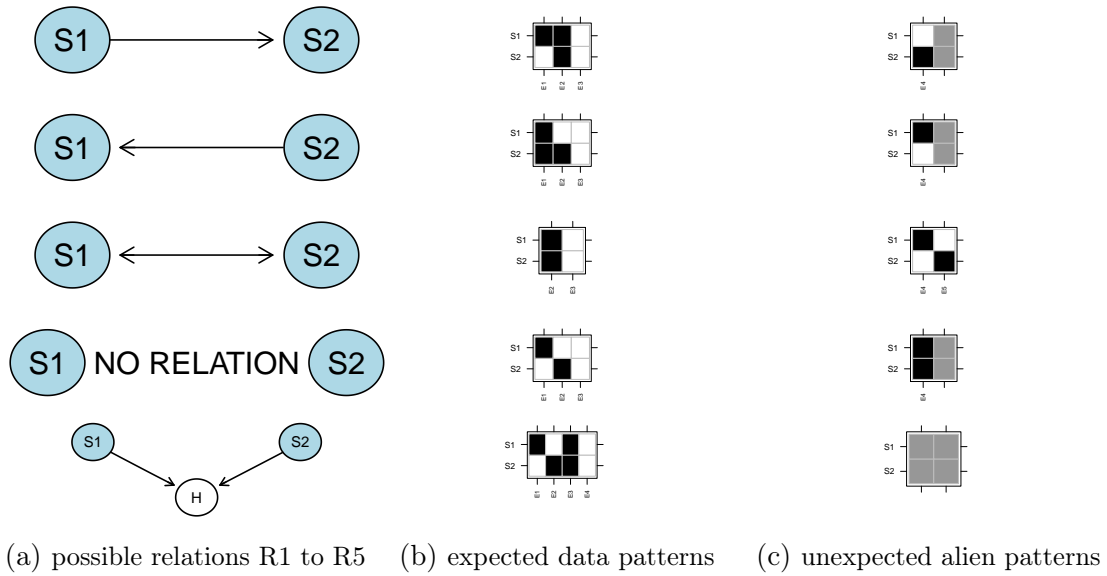 S1 S2
S1
S2
E1 E2 E3
S1
S2
E4
S1 S2
S1
S2
E1 E2 E3
S1
S2
E4
S1 S2
S1
S2
E2 E3
S1
S2
E4 E5
S1 NO RELATION S2
S1
S2
E1 E2 E3
S1
S2
E4
S1 S2
H
S1
S2
E1 E2 E3 E4
S1
S2
(a) possible relations R1 to R5 (b) expected data patterns (c) unexpected alien patterns